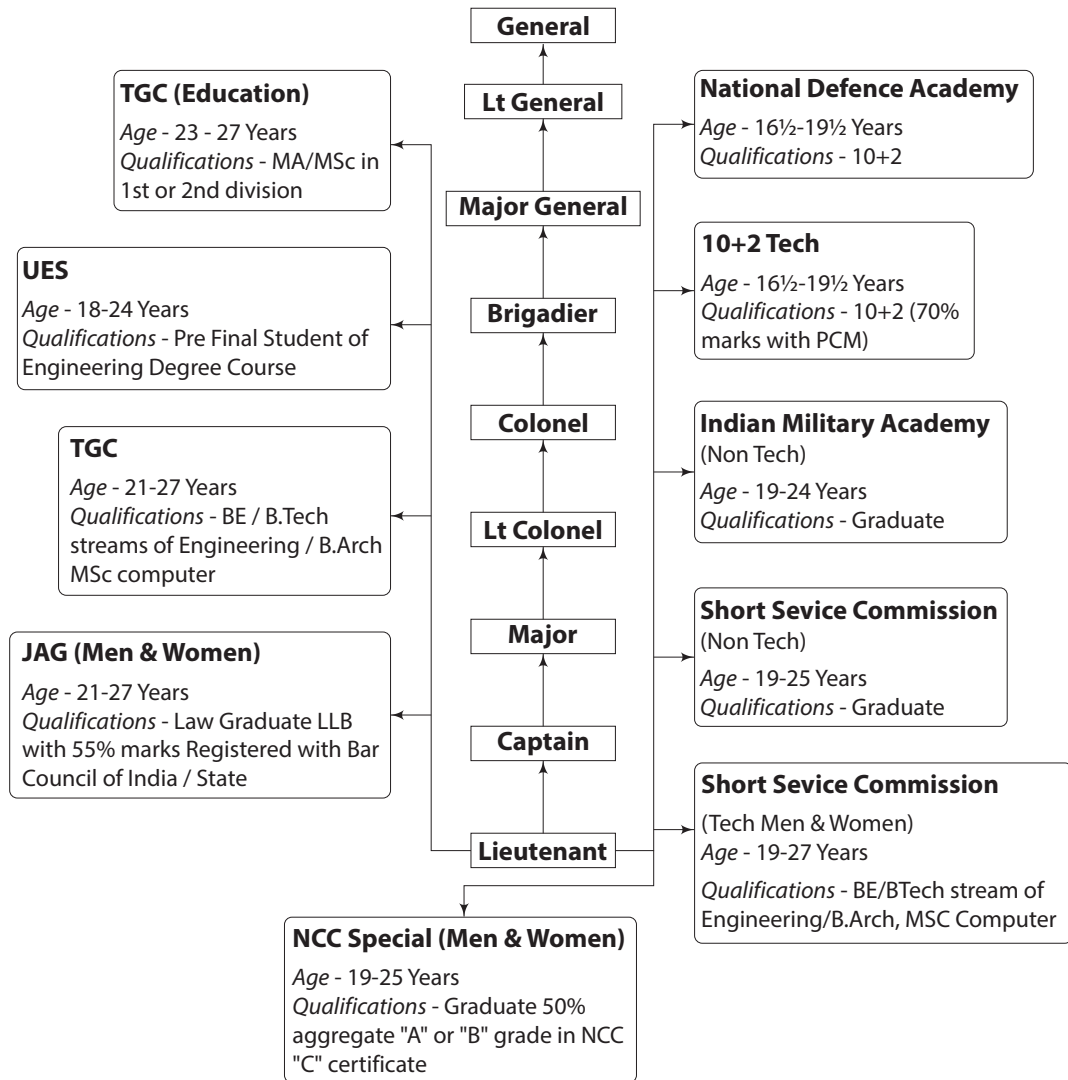 General
Lt General
Major General
Brigadier
Colonel
Lt Colonel
Major
Captain
Lieutenant
TGC (Education)
Age - 23 - 27 Years
Qualifications - MA/MSc in
1st or 2nd division
UES
Age - 18-24 Years
Qualifications - Pre Final Student of
Engineering Degree Course
TGC
Age - 21-27 Years
Qualifications - BE / B.Tech
streams of Engineering / B.Arch
MSc computer
JAG (Men & Women)
Age - 21-27 Years
Qualifications - Law Graduate LLB
with 55% marks Registered with Bar
Council of India / State
National Defence Academy
Age - 16½-19½ Years
Qualifications - 10+2
10+2 Tech
Age - 16½-19½ Years
Qualifications - 10+2 (70%
marks with PCM)
Indian Military Academy
(Non Tech)
Age - 19-24 Years
Qualifications - Graduate
Short Sevice Commission
(Non Tech)
Age - 19-25 Years
Qualifications - Graduate
Short Sevice Commission
(Tech Men & Women)
Age - 19-27 Years
Qualifications - BE/BTech stream of
Engineering/B.Arch, MSC Computer
NCC Special (Men & Women)
Age - 19-25 Years
Qualifications - Graduate 50%
aggregate "A" or "B" grade in NCC
"C" certificate